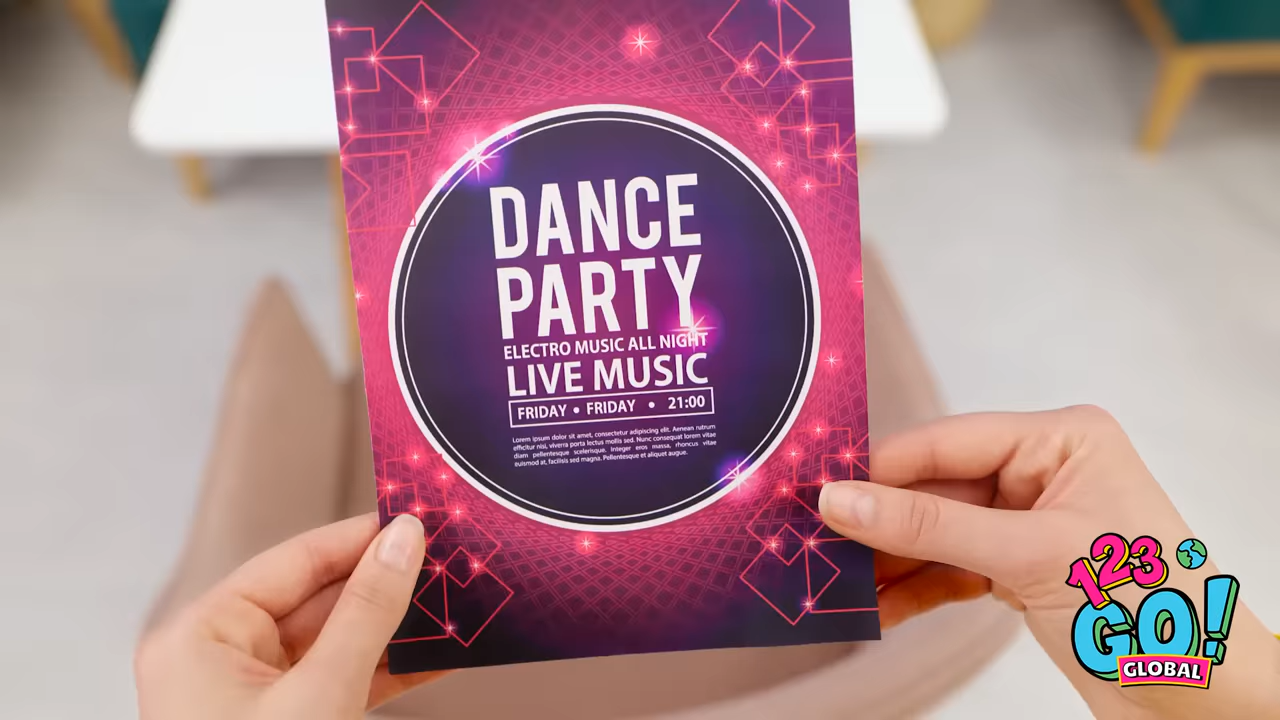 DANCE
PARTY
ELECTRO MUSIC ALL NIGHT
LIVE MUSIC
FRIDAY • FRIDAY • 21:00
Lorem ipsum dolor sit amet, consectetur adipiscing elit. Aenean rutrum
efficitur nisi, viverra porta lectus mollis sed. Nunc consequat lorem vitae
diam pellentesque scelerisque. Integer eros massa, rhoncus vitae
euismod at, facilisis sed magna. Pellentesque et aliquet augue.
123
GO!
GLOBAL